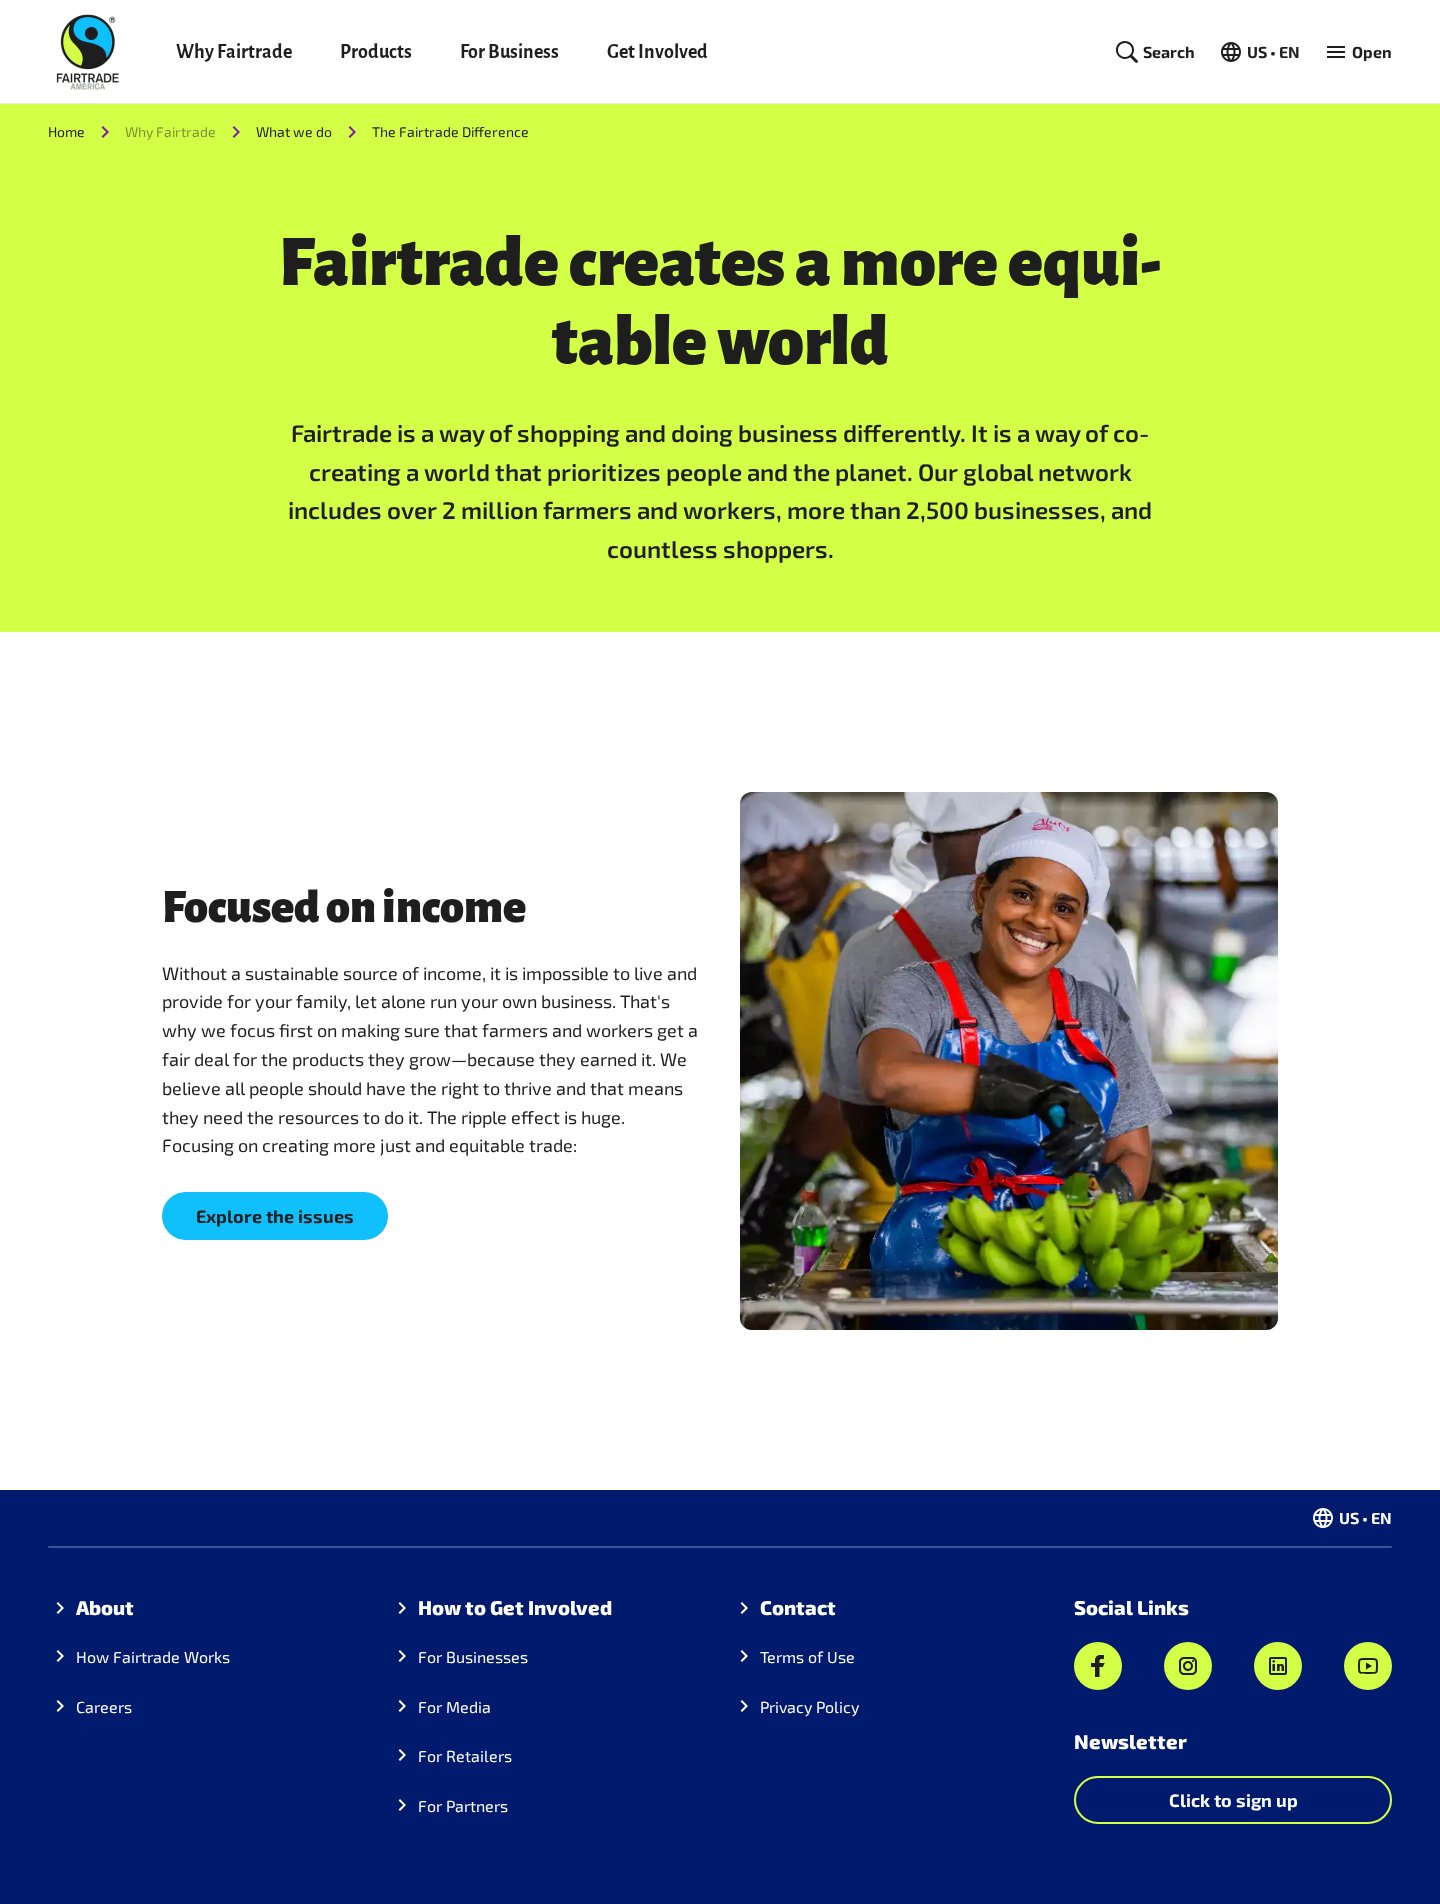 FAIRTRADE
AMERICA
Why Fairtrade
Products
For Business
Get Involved
Search
US • EN
Open
Home
Why Fairtrade
What we do
The Fairtrade Difference
Fairtrade creates a more equi-
table world
Fairtrade is a way of shopping and doing business differently. It is a way of co-
creating a world that prioritizes people and the planet. Our global network
includes over 2 million farmers and workers, more than 2,500 businesses, and
countless shoppers.
Focused on income
Without a sustainable source of income, it is impossible to live and
provide for your family, let alone run your own business. That's
why we focus first on making sure that farmers and workers get a
fair deal for the products they grow—because they earned it. We
believe all people should have the right to thrive and that means
they need the resources to do it. The ripple effect is huge.
Focusing on creating more just and equitable trade:
Explore the issues
US • EN
About
How Fairtrade Works
Careers
How to Get Involved
For Businesses
For Media
For Retailers
For Partners
Contact
Terms of Use
Privacy Policy
Social Links
Newsletter
Click to sign up